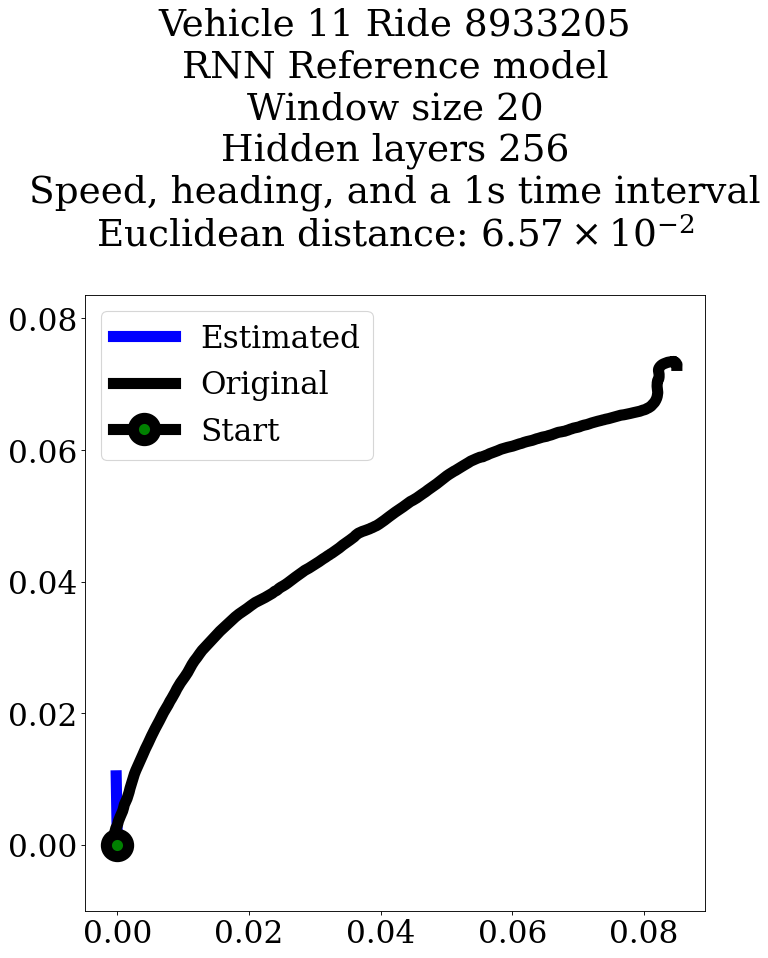 Vehicle 11 Ride 8933205
RNN Reference model
Window size 20
Hidden layers 256
Speed, heading, and a 1s time interval
Euclidean distance: 6.57 × 10⁻²
Estimated
Original
Start
0.08
0.06
0.04
0.02
0.00
0.00 0.02 0.04 0.06 0.08